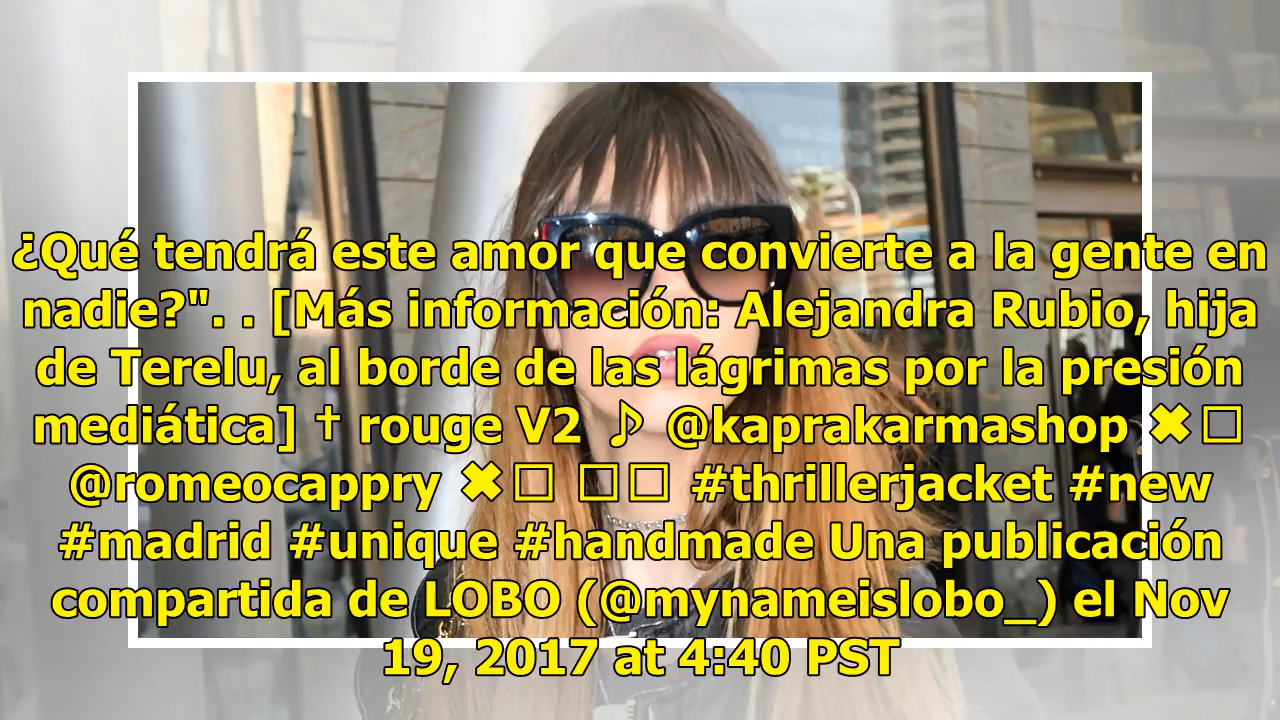 ¿Qué tendrá este amor que convierte a la gente en
nadie?". . [Más información: Alejandra Rubio, hija
de Terelu, al borde de las lágrimas por la presión
mediática] † rouge V2 ♪ @kaprakarmashop ✖□
@romeocappry ✖□ □□ #thrillerjacket #new
#madrid #unique #handmade Una publicación
compartida de LOBO (@mynameislobo_) el Nov
19, 2017 at 4:40 PST